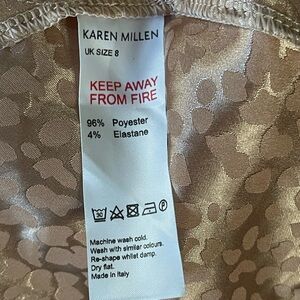 KAREN MILLEN
UK SIZE 8
KEEP AWAY
FROM FIRE
96% Polyester
4% Elastane
Machine wash cold.
Wash with similar colours.
Re-shape whilst damp.
Dry flat.
Made in Italy